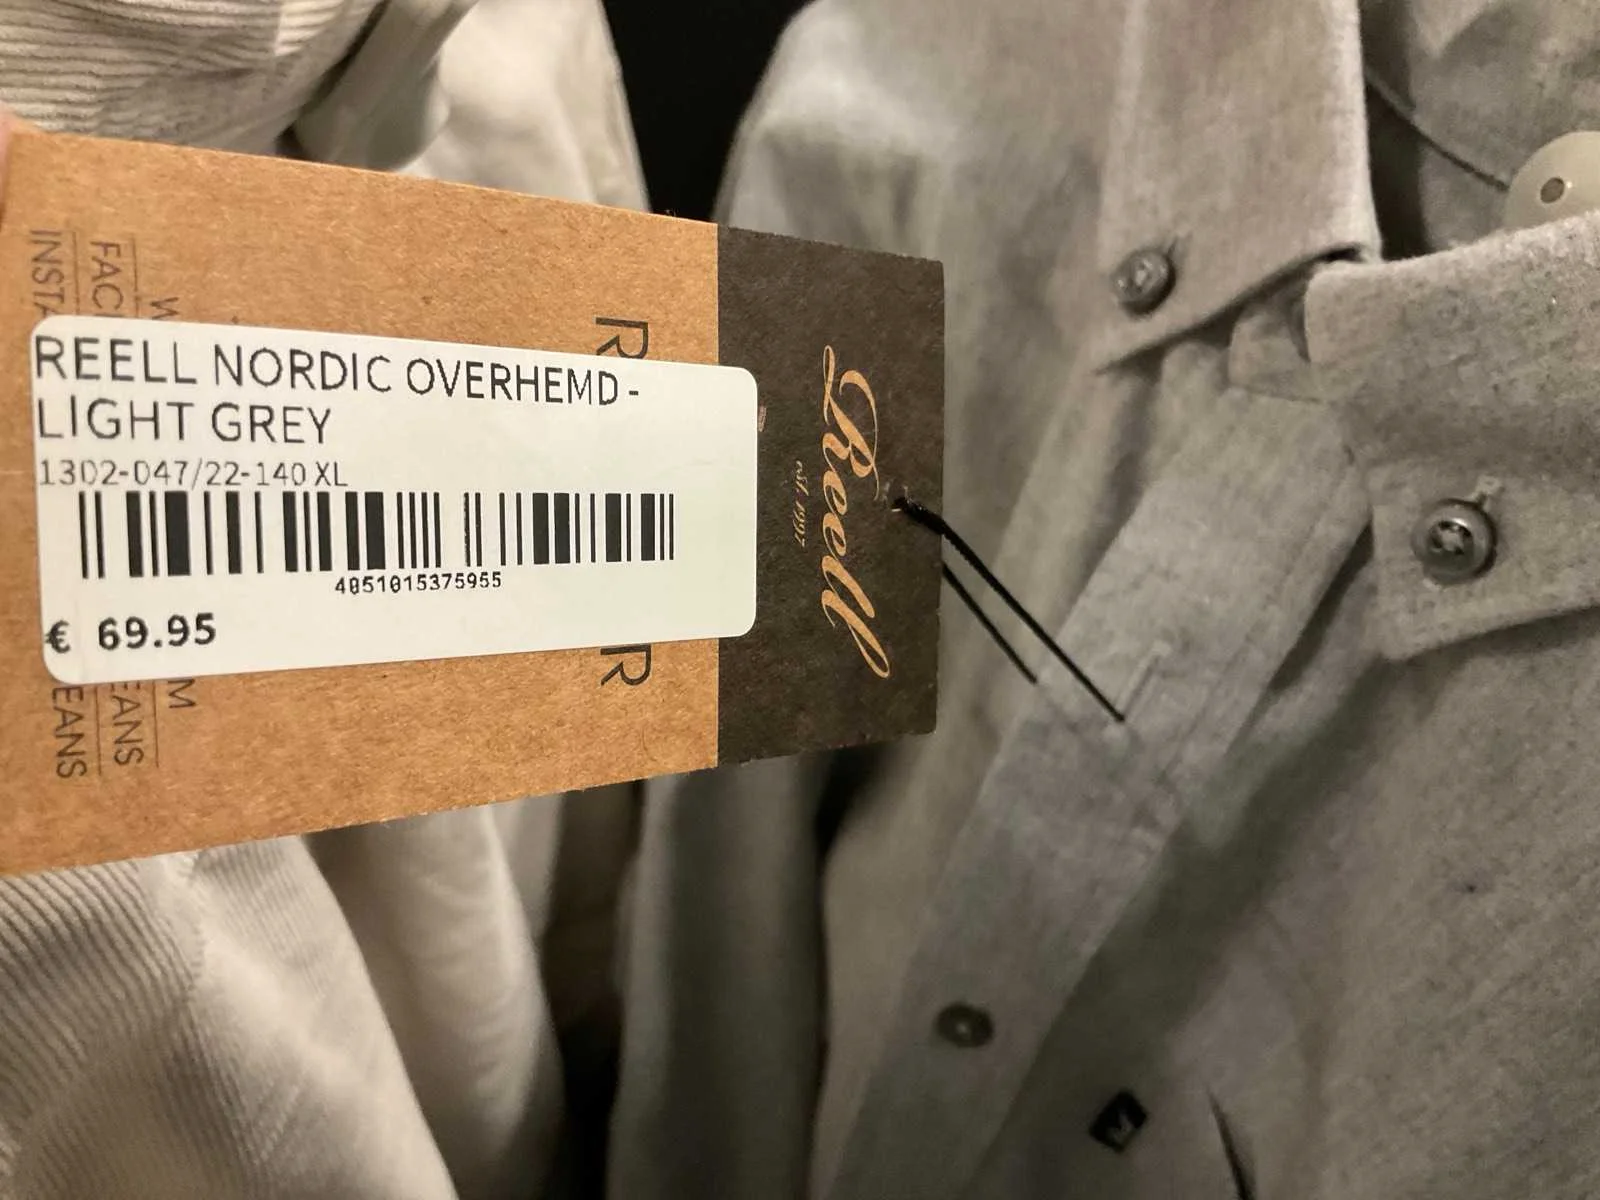 REELL NORDIC OVERHEMD -
LIGHT GREY
1302-047/22-140 XL
4051015375955
€ 69.95
Reell
est. 1997